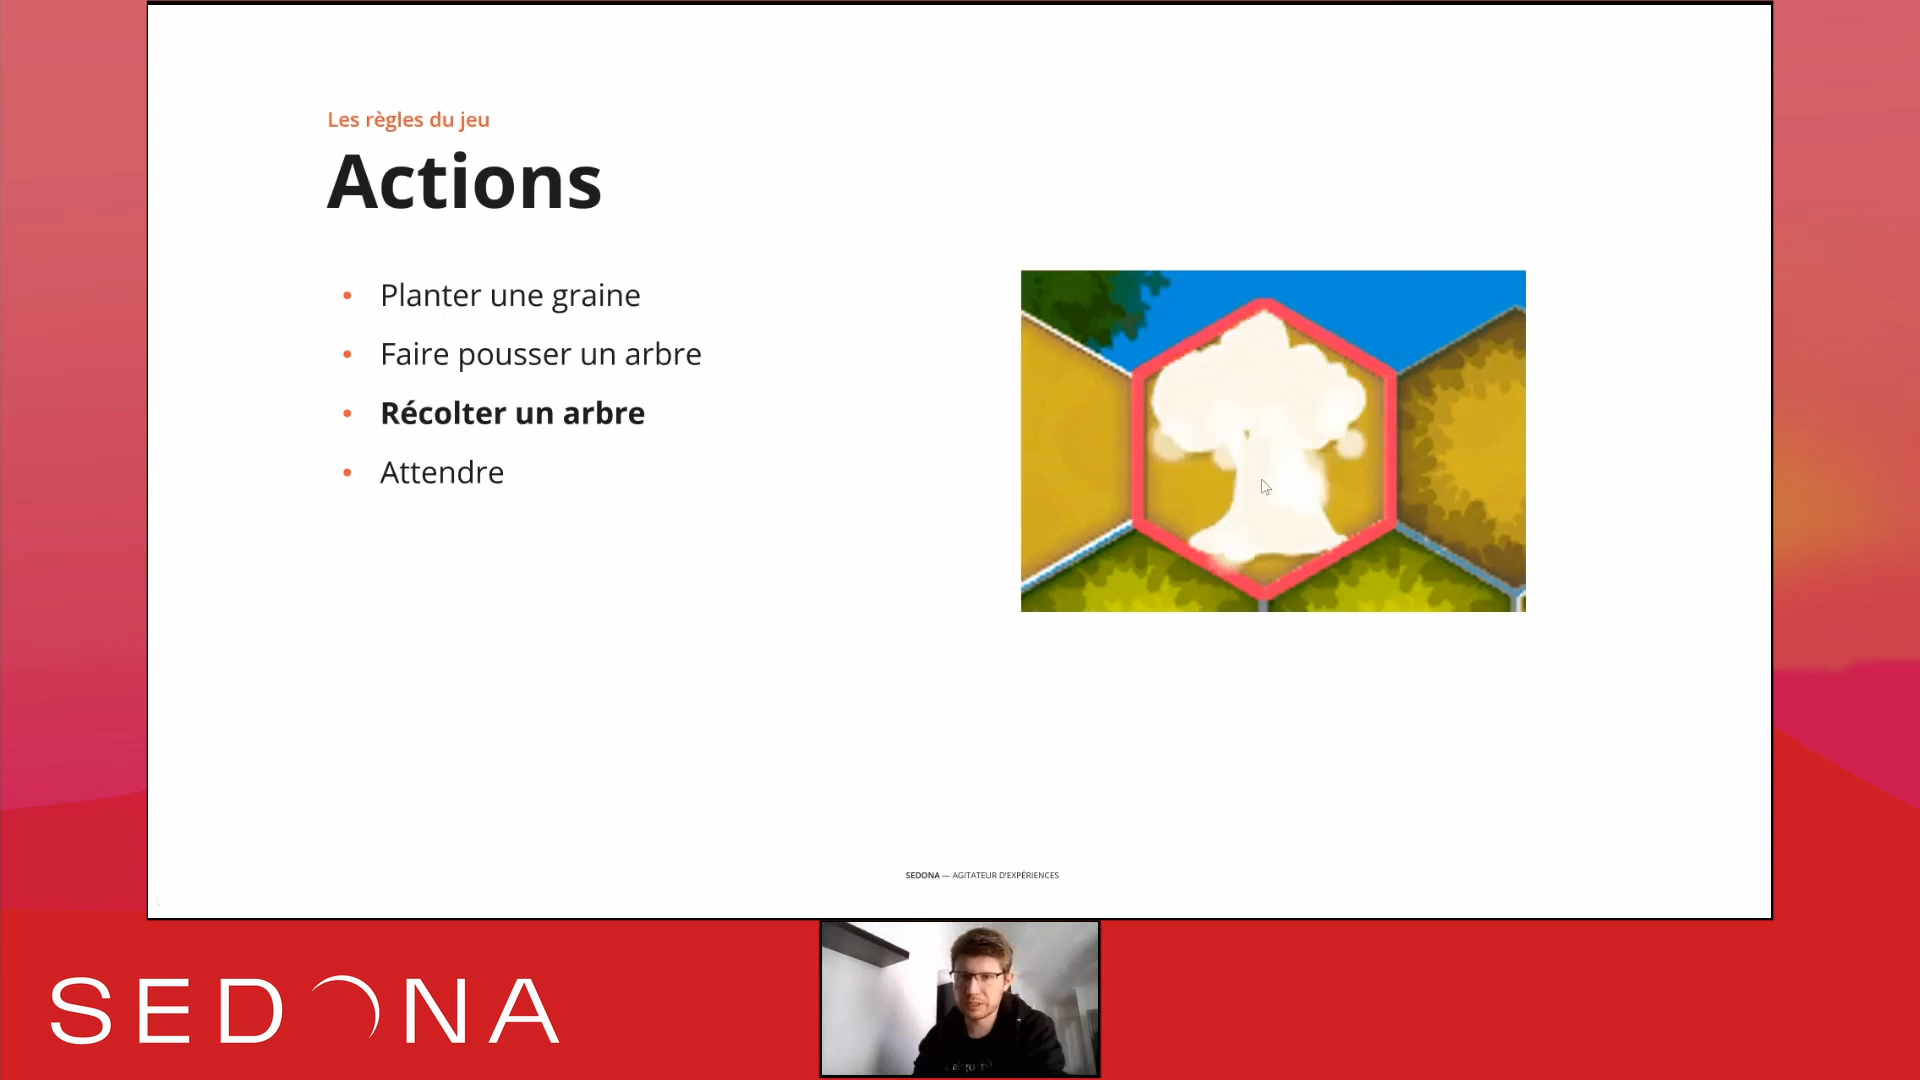 Les règles du jeu
Actions
• Planter une graine
• Faire pousser un arbre
• Récolter un arbre
• Attendre
SEDONA — AGITATEUR D'EXPÉRIENCES
SEDONA